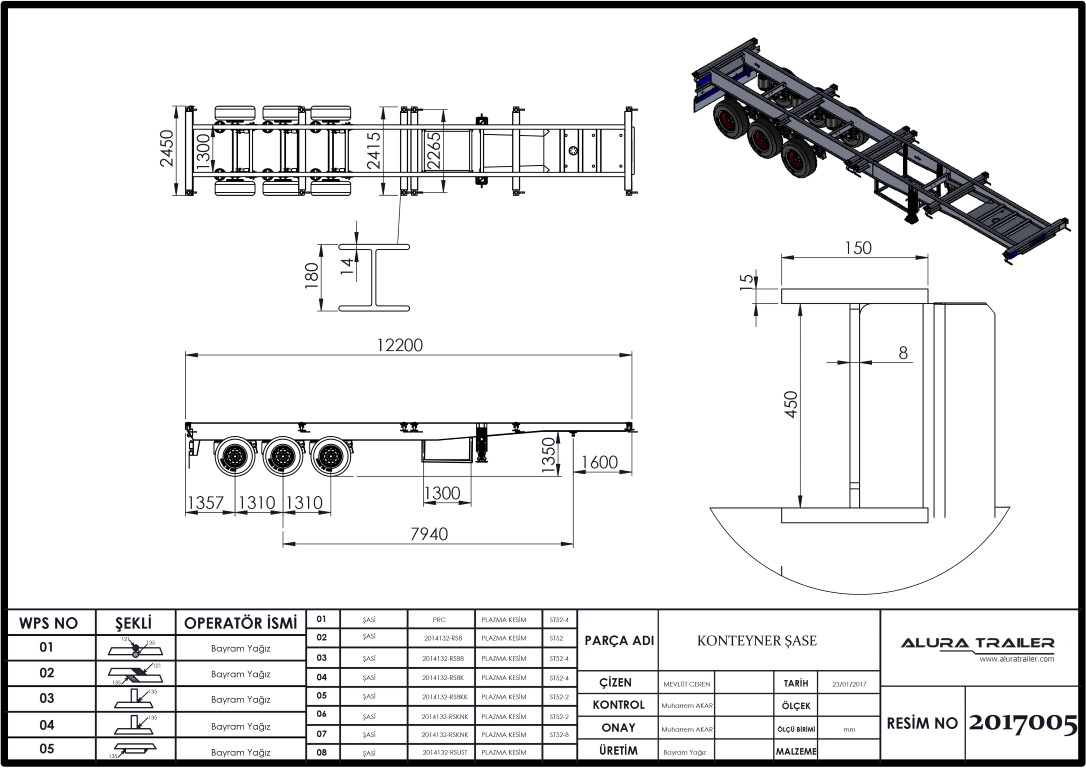 2450
1300
2415
2265
180
14
150
15
450
8
12200
1350
1600
1357
1310
1310
1300
7940
WPS NO ŞEKLİ OPERATÖR İSMİ
01 121 135 Bayram Yağız
02 121 135 Bayram Yağız
03 135 Bayram Yağız
04 135 Bayram Yağız
05 135 Bayram Yağız
01 ŞASİ PRC PLAZMA KESİM ST52-4
02 ŞASİ 2014132-RSB PLAZMA KESİM ST52
03 ŞASİ 2014132-RSBB PLAZMA KESİM ST52-4
04 ŞASİ 2014132-RSBK PLAZMA KESİM ST52-4
05 ŞASİ 2014132-RSBKK PLAZMA KESİM ST52-2
06 ŞASİ 2014132-RSKNK PLAZMA KESİM ST52-2
07 ŞASİ 2014132-RSKNK PLAZMA KESİM ST52-8
08 ŞASİ 2014132-RSUST PLAZMA KESİM
PARÇA ADI KONTEYNER ŞASE
ÇİZEN MEVLÜT CEREN TARİH 23/01/2017
KONTROL Muharrem AKAR ÖLÇEK
ONAY Muharrem AKAR ÖLÇÜ BİRİMİ mm
ÜRETİM Bayram Yağız MALZEME
ALURA TRAILER
www.aluratrailer.com
RESİM NO 2017005